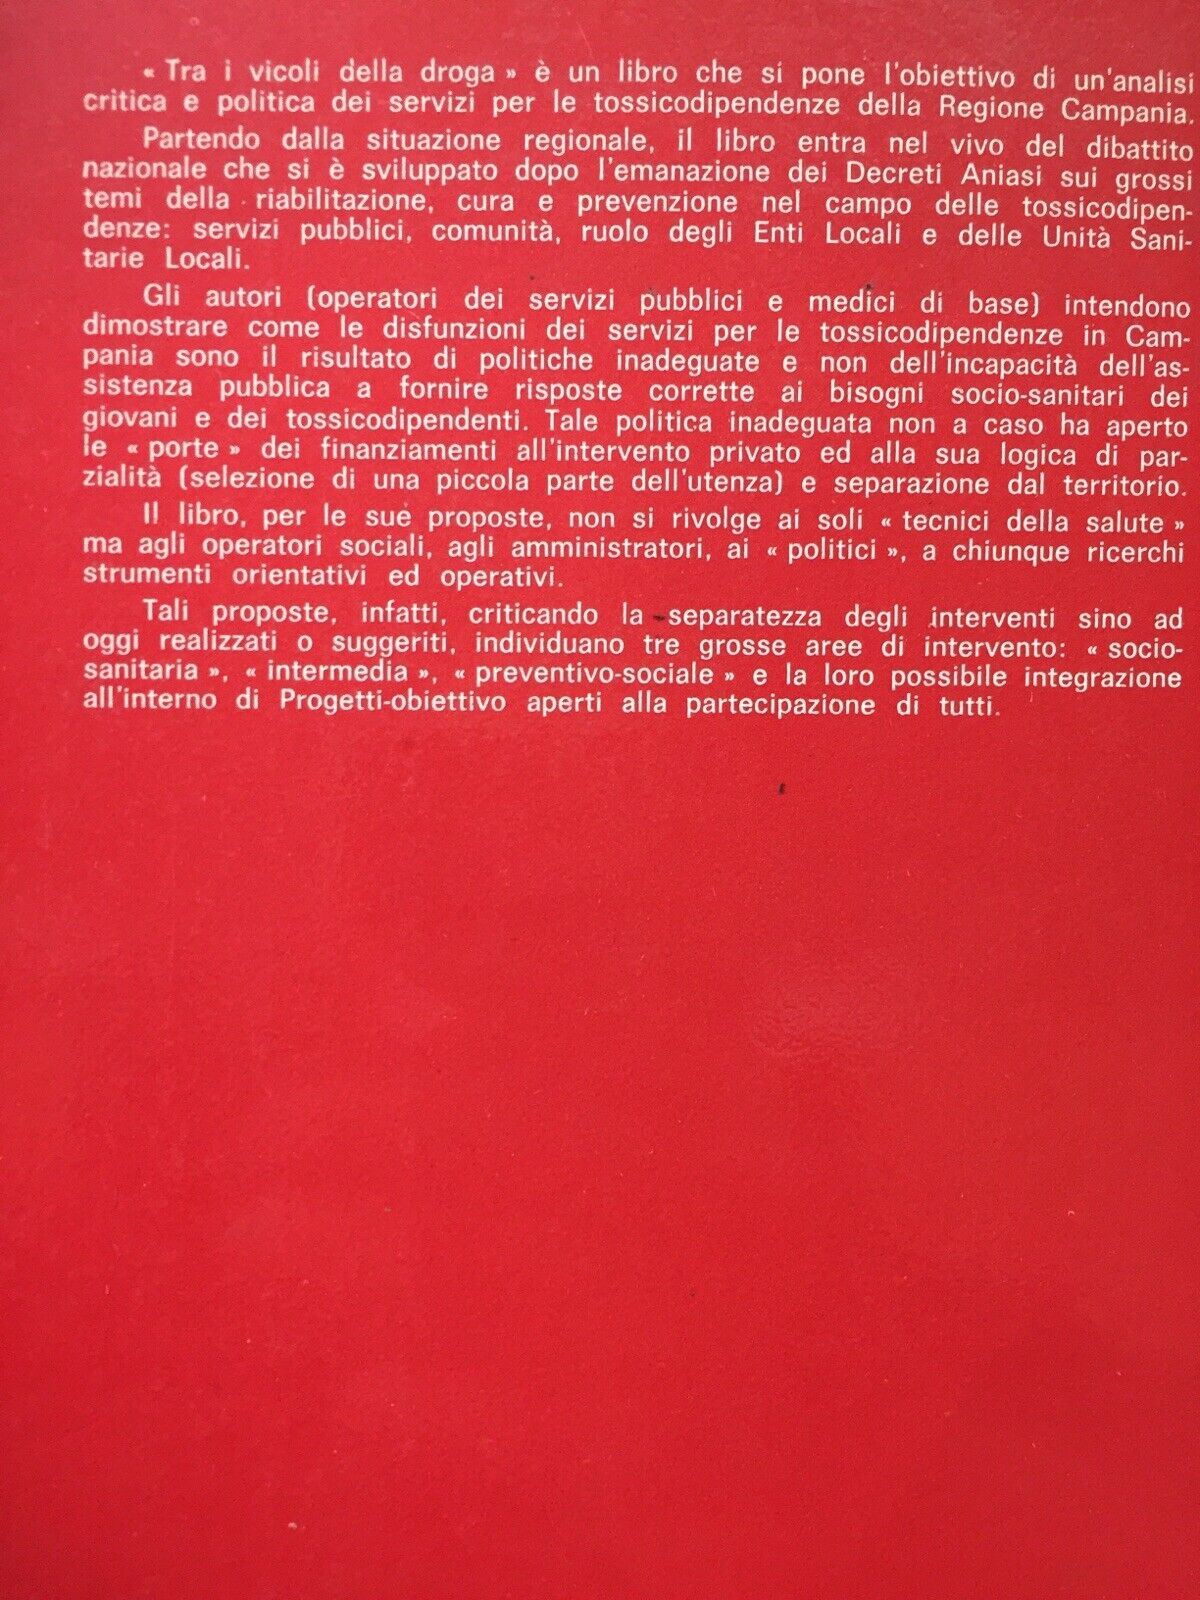 « Tra i vicoli della droga » è un libro che si pone l'obiettivo di un'analisi
critica e politica dei servizi per le tossicodipendenze della Regione Campania.
Partendo dalla situazione regionale, il libro entra nel vivo del dibattito
nazionale che si è sviluppato dopo l'emanazione dei Decreti Aniasi sui grossi
temi della riabilitazione, cura e prevenzione nel campo delle tossicodipen-
denze: servizi pubblici, comunità, ruolo degli Enti Locali e delle Unità Sani-
tarie Locali.
Gli autori (operatori dei servizi pubblici e medici di base) intendono
dimostrare come le disfunzioni dei servizi per le tossicodipendenze in Cam-
pania sono il risultato di politiche inadeguate e non dell'incapacità dell'as-
sistenza pubblica a fornire risposte corrette ai bisogni socio-sanitari dei
giovani e dei tossicodipendenti. Tale politica inadeguata non a caso ha aperto
le « porte » dei finanziamenti all'intervento privato ed alla sua logica di par-
zialità (selezione di una piccola parte dell'utenza) e separazione dal territorio.
Il libro, per le sue proposte, non si rivolge ai soli « tecnici della salute »
ma agli operatori sociali, agli amministratori, ai « politici », a chiunque ricerchi
strumenti orientativi ed operativi.
Tali proposte, infatti, criticando la separatezza degli interventi sino ad
oggi realizzati o suggeriti, individuano tre grosse aree di intervento: « socio-
sanitaria », « intermedia », « preventivo-sociale » e la loro possibile integrazione
all'interno di Progetti-obiettivo aperti alla partecipazione di tutti.